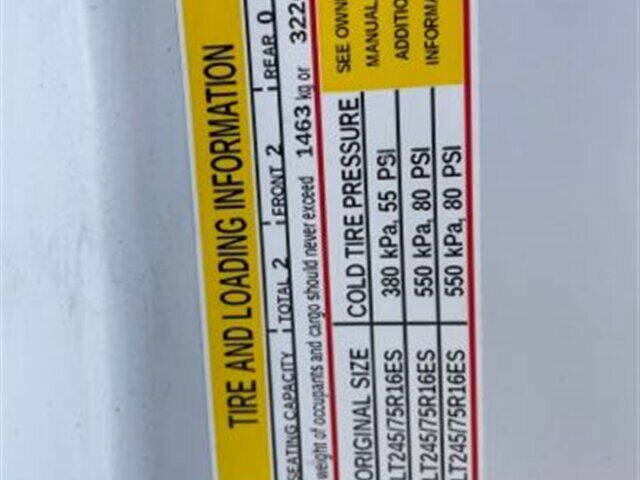 TIRE AND LOADING INFORMATION
SEATING CAPACITY TOTAL 2 FRONT 2 REAR 0
weight of occupants and cargo should never exceed 1463 kg or 322
ORIGINAL SIZE COLD TIRE PRESSURE
LT245/75R16ES 380 kPa, 55 PSI
LT245/75R16ES 550 kPa, 80 PSI
LT245/75R16ES 550 kPa, 80 PSI
SEE OWN
MANUAL
ADDITIO
INFORMA